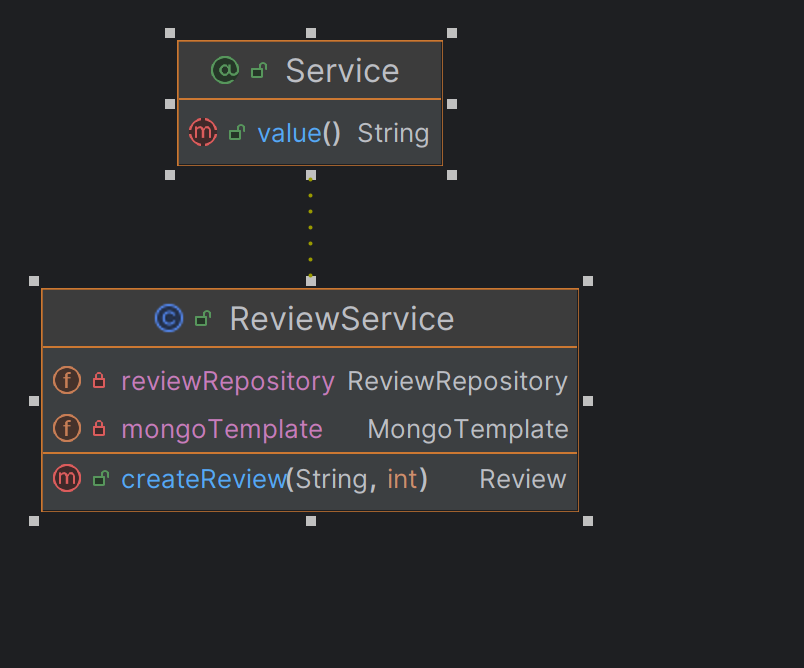 Service
value() String
ReviewService
reviewRepository ReviewRepository
mongoTemplate MongoTemplate
createReview(String, int) Review